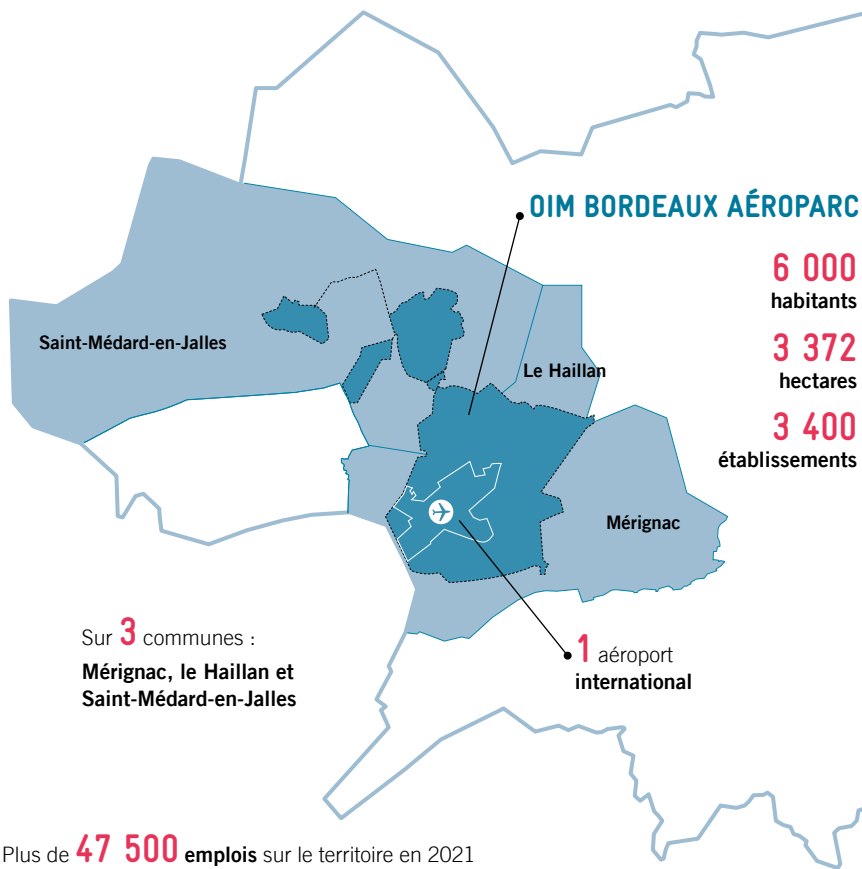 OIM BORDEAUX AÉROPARC
6 000
habitants
3 372
hectares
3 400
établissements
Saint-Médard-en-Jalles
Le Haillan
Mérignac
Sur 3 communes :
Mérignac, le Haillan et
Saint-Médard-en-Jalles
1 aéroport
international
Plus de 47 500 emplois sur le territoire en 2021